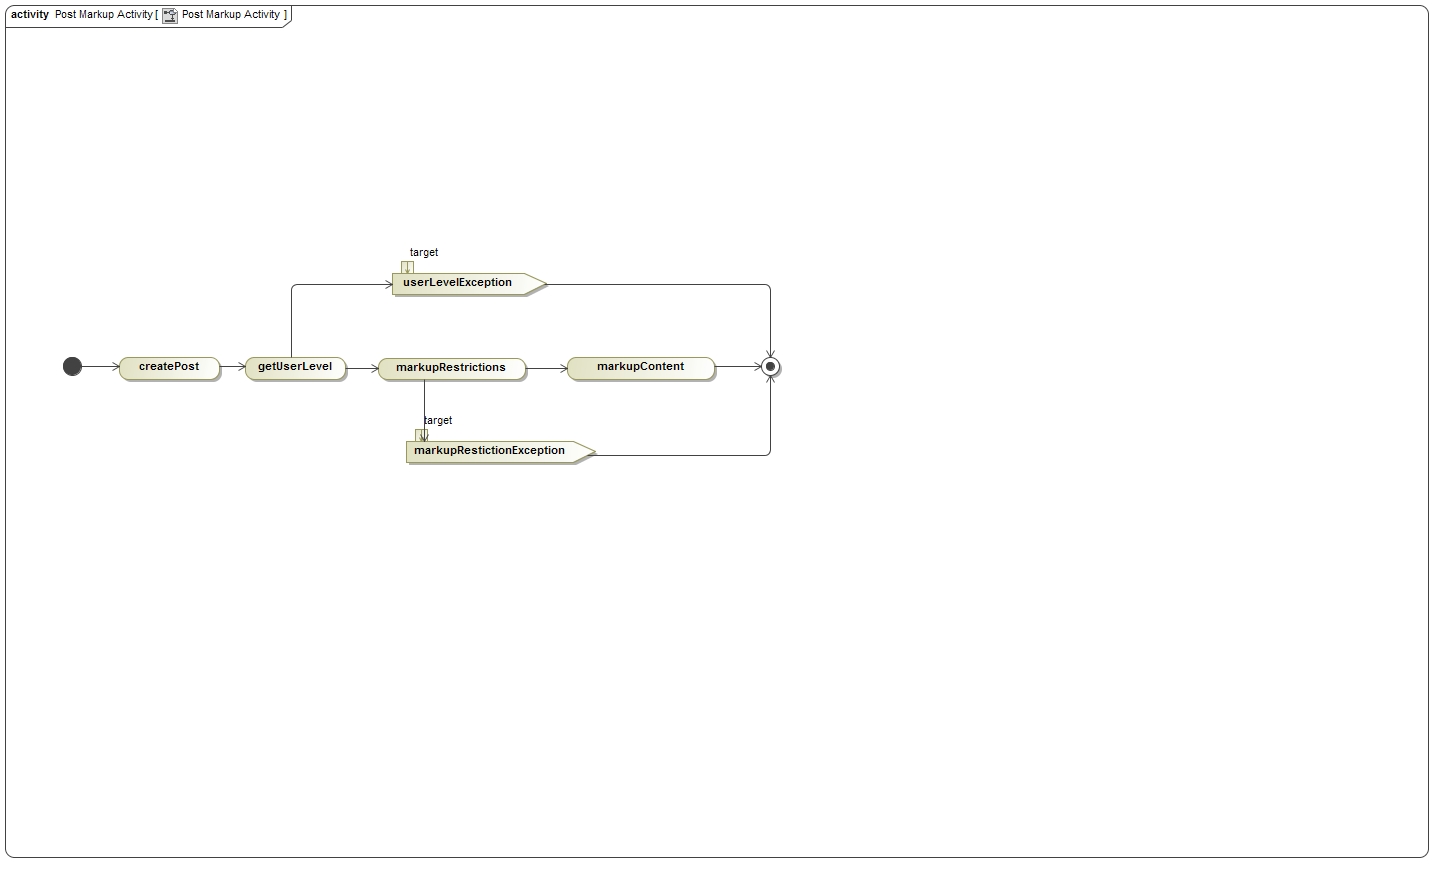 activity Post Markup Activity [ Post Markup Activity ]
target
userLevelException
createPost
getUserLevel
markupRestrictions
markupContent
target
markupRestictionException